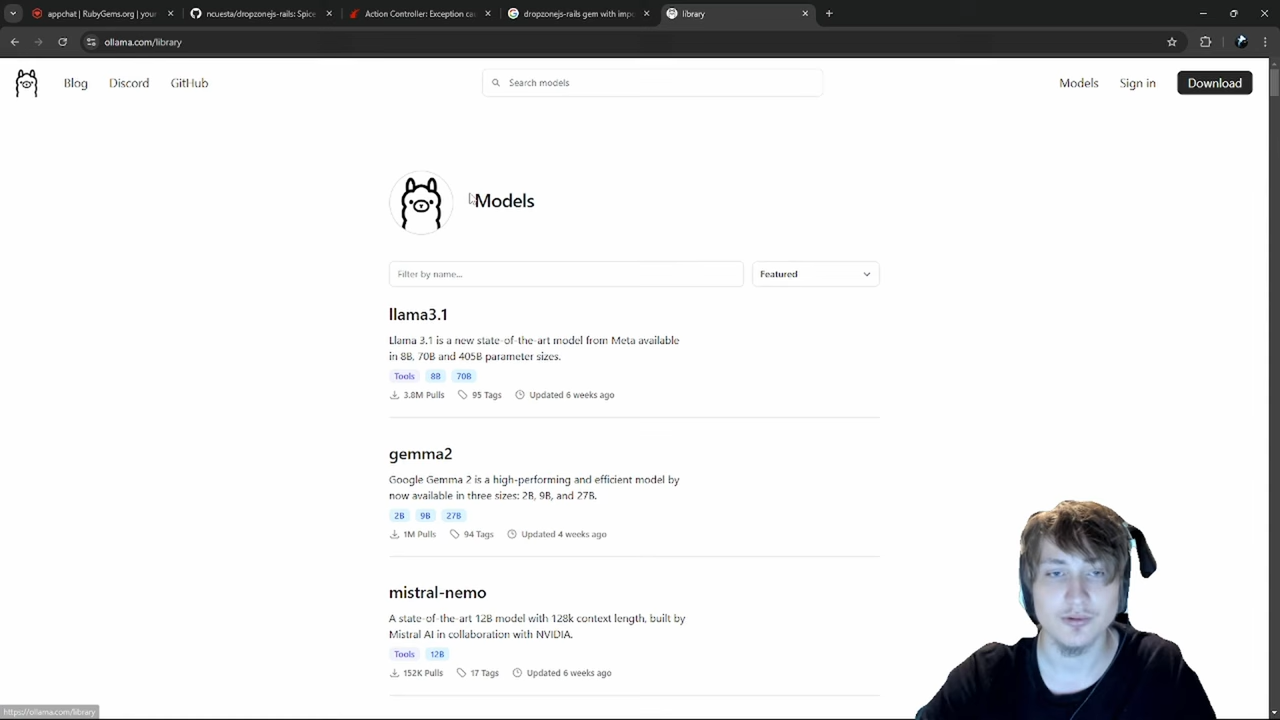 appchat | RubyGems.org | your
ncuesta/dropzonejs-rails: Spice
Action Controller: Exception ca
dropzonejs-rails gem with impo
library
ollama.com/library
Blog
Discord
GitHub
Search models
Models
Sign in
Download
Models
Filter by name...
Featured
llama3.1
Llama 3.1 is a new state-of-the-art model from Meta available
in 8B, 70B and 405B parameter sizes.
Tools 8B 70B
3.8M Pulls 95 Tags Updated 6 weeks ago
gemma2
Google Gemma 2 is a high-performing and efficient model by
now available in three sizes: 2B, 9B, and 27B.
2B 9B 27B
1M Pulls 94 Tags Updated 4 weeks ago
mistral-nemo
A state-of-the-art 12B model with 128k context length, built by
Mistral AI in collaboration with NVIDIA.
Tools 12B
152K Pulls 17 Tags Updated 6 weeks ago
https://ollama.com/library